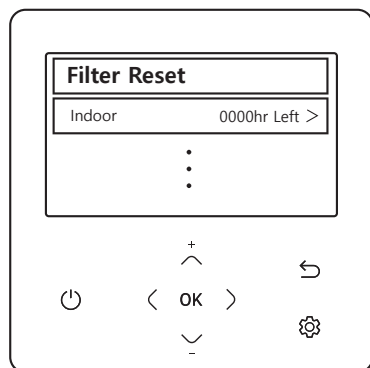 Filter Reset
Indoor 0000hr Left >
+
OK
-